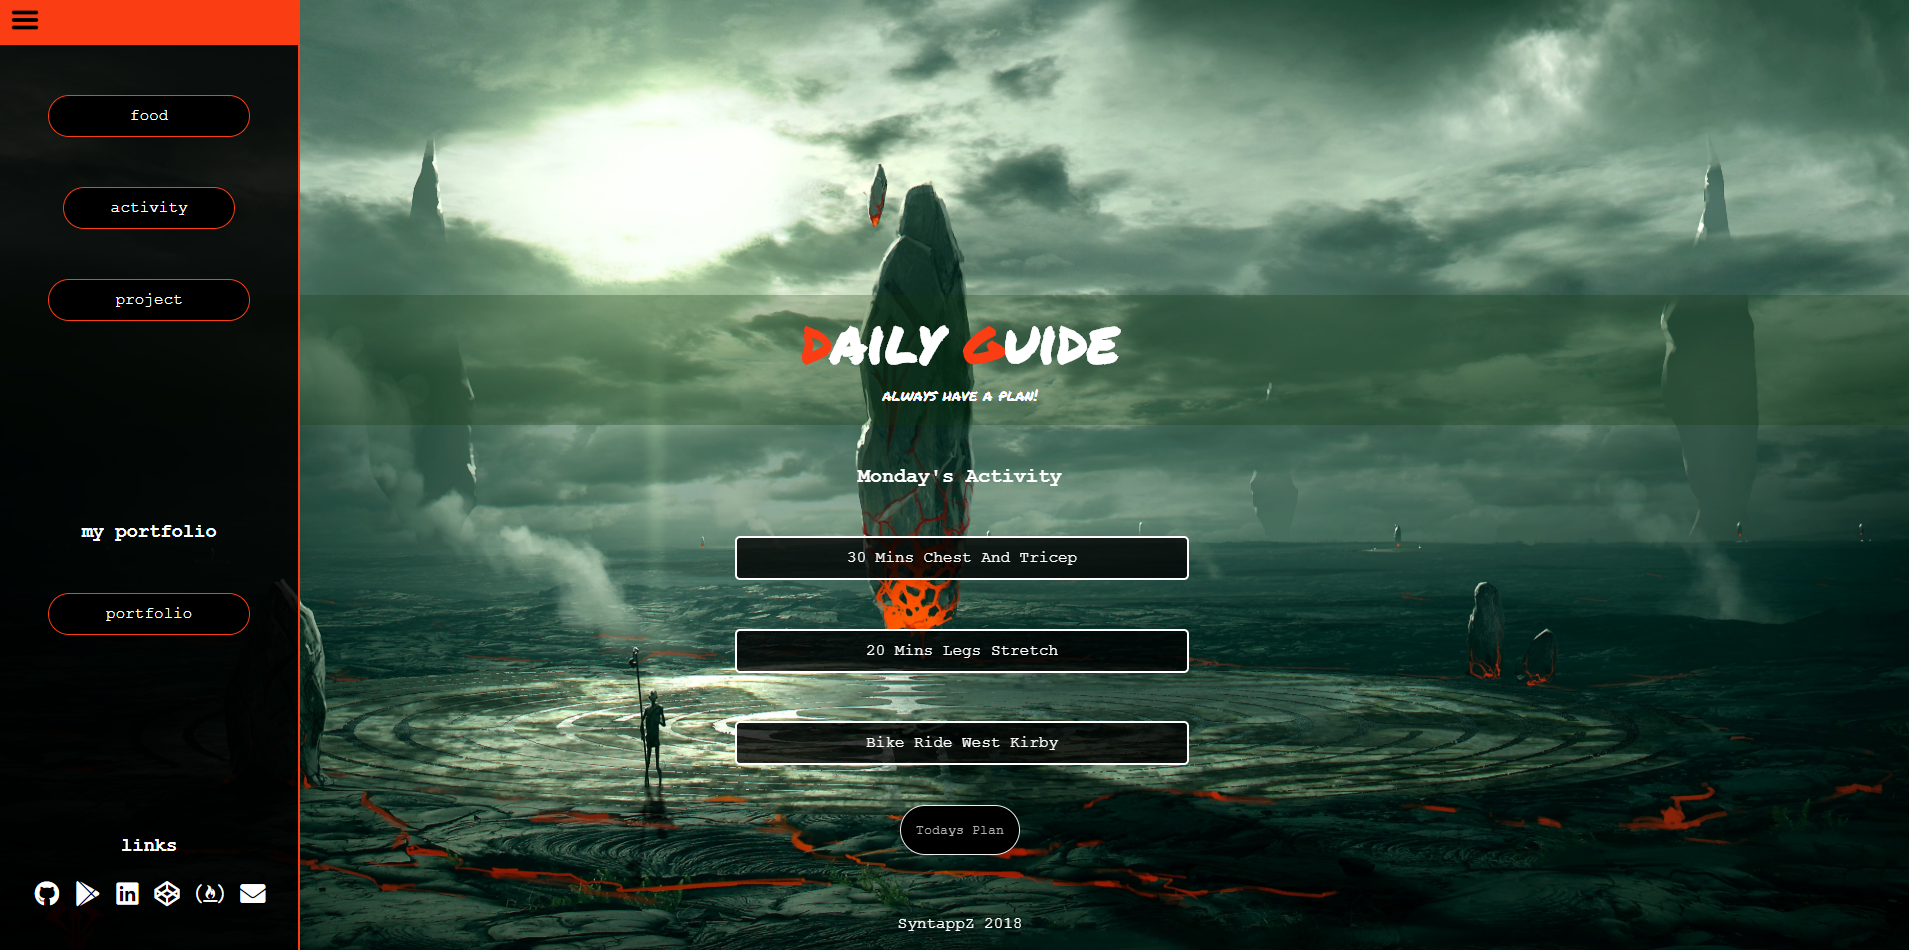 food
activity
project
my portfolio
portfolio
links
Daily Guide
always have a plan!
Monday's Activity
30 Mins Chest And Tricep
20 Mins Legs Stretch
Bike Ride West Kirby
Todays Plan
SyntappZ 2018